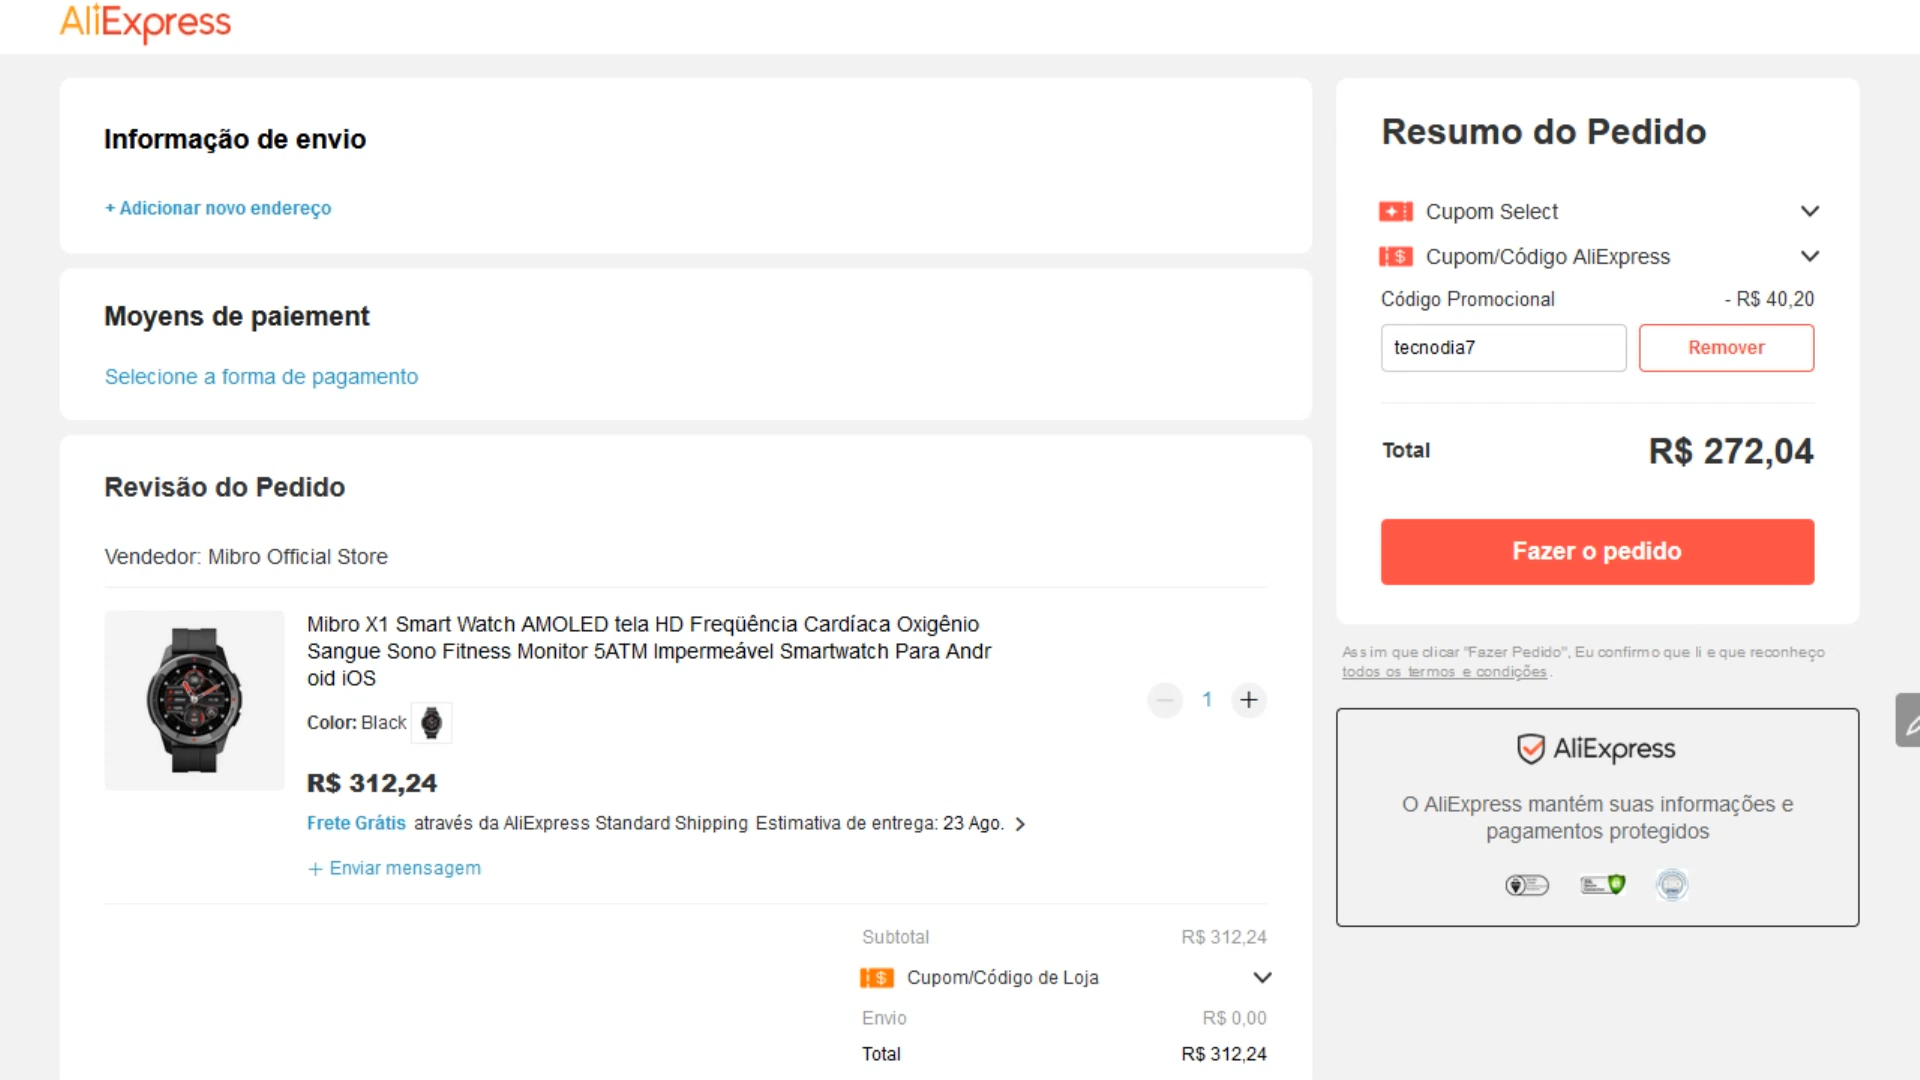 AliExpress
Informação de envio
+ Adicionar novo endereço
Moyens de paiement
Selecione a forma de pagamento
Revisão do Pedido
Vendedor: Mibro Official Store
Mibro X1 Smart Watch AMOLED tela HD Freqüência Cardíaca Oxigênio
Sangue Sono Fitness Monitor 5ATM Impermeável Smartwatch Para Andr
oid iOS
Color: Black
1
R$ 312,24
Frete Grátis através da AliExpress Standard Shipping Estimativa de entrega: 23 Ago.
+ Enviar mensagem
Subtotal R$ 312,24
Cupom/Código de Loja
Envio R$ 0,00
Total R$ 312,24
Resumo do Pedido
Cupom Select
Cupom/Código AliExpress
Código Promocional - R$ 40,20
tecnodia7 Remover
Total R$ 272,04
Fazer o pedido
Assim que clicar "Fazer Pedido", Eu confirmo que li e que reconheço
todos os termos e condições.
AliExpress
O AliExpress mantém suas informações e
pagamentos protegidos